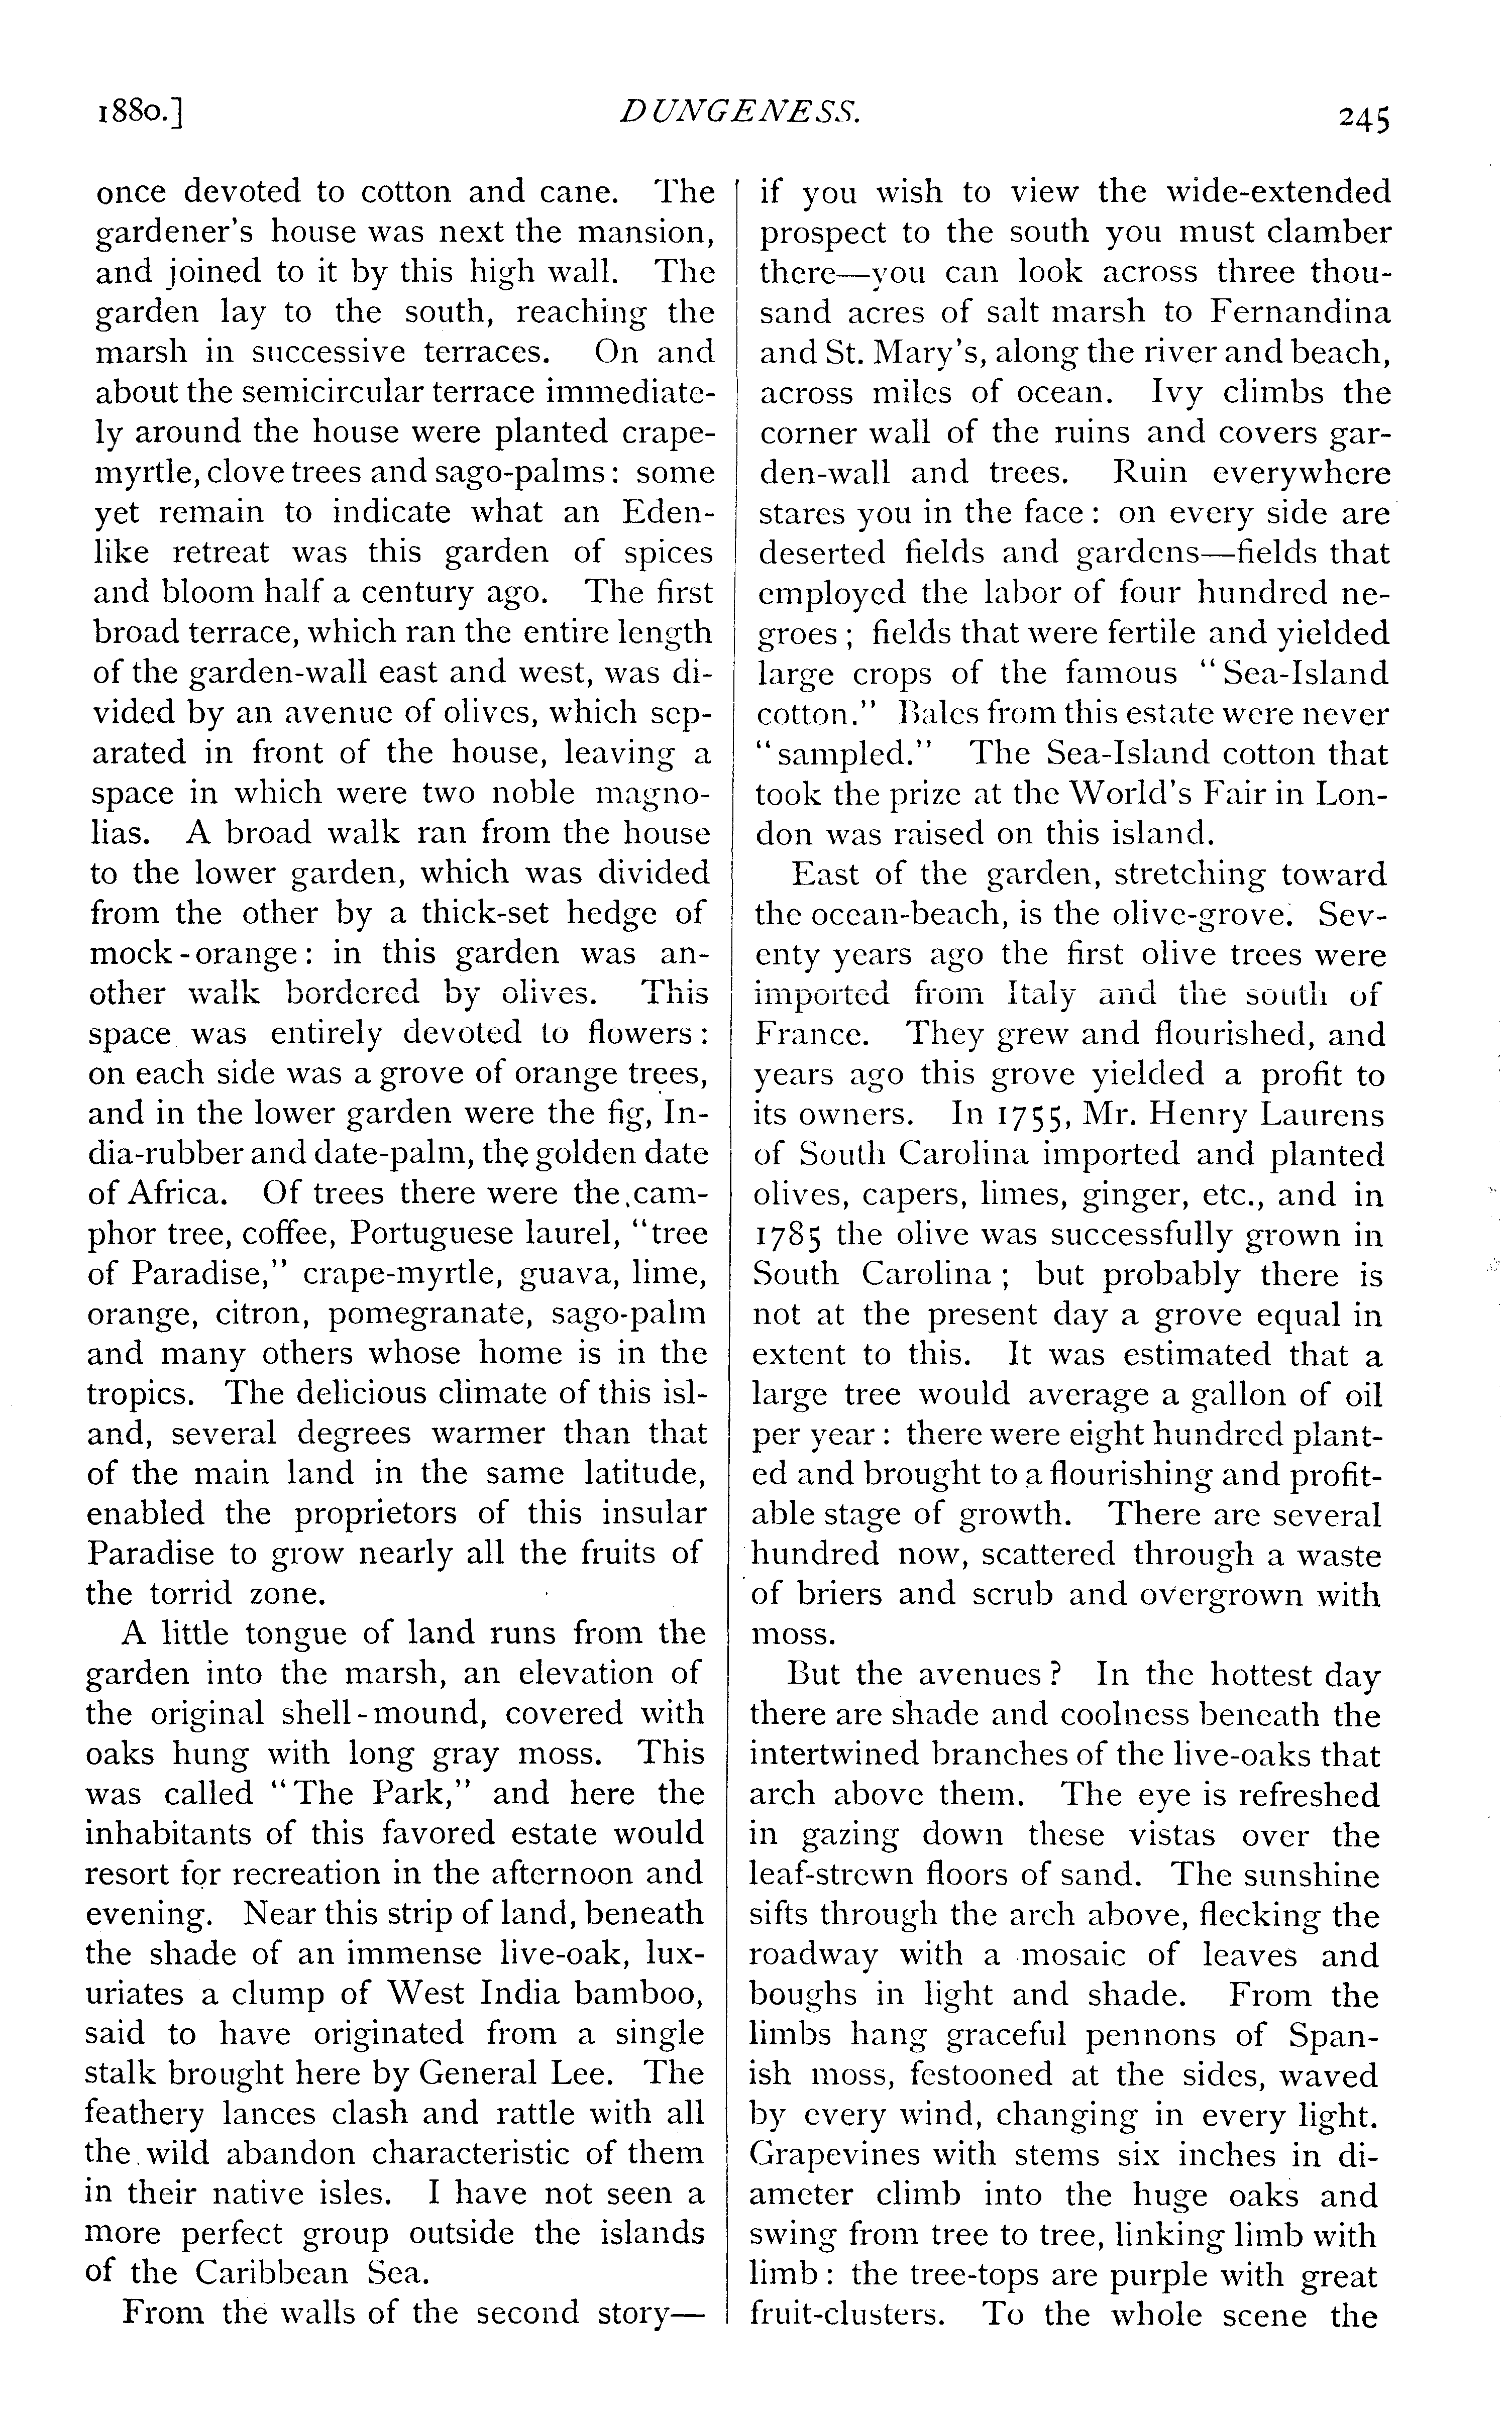 1880.] DUNGENESS. 245
once devoted to cotton and cane. The
gardener's house was next the mansion,
and joined to it by this high wall. The
garden lay to the south, reaching the
marsh in successive terraces. On and
about the semicircular terrace immediate-
ly around the house were planted crape-
myrtle, clove trees and sago-palms: some
yet remain to indicate what an Eden-
like retreat was this garden of spices
and bloom half a century ago. The first
broad terrace, which ran the entire length
of the garden-wall east and west, was di-
vided by an avenue of olives, which sep-
arated in front of the house, leaving a
space in which were two noble magno-
lias. A broad walk ran from the house
to the lower garden, which was divided
from the other by a thick-set hedge of
mock-orange: in this garden was an-
other walk bordered by olives. This
space was entirely devoted to flowers:
on each side was a grove of orange trees,
and in the lower garden were the fig, In-
dia-rubber and date-palm, the golden date
of Africa. Of trees there were the cam-
phor tree, coffee, Portuguese laurel, "tree
of Paradise," crape-myrtle, guava, lime,
orange, citron, pomegranate, sago-palm
and many others whose home is in the
tropics. The delicious climate of this isl-
and, several degrees warmer than that
of the main land in the same latitude,
enabled the proprietors of this insular
Paradise to grow nearly all the fruits of
the torrid zone.
A little tongue of land runs from the
garden into the marsh, an elevation of
the original shell-mound, covered with
oaks hung with long gray moss. This
was called "The Park," and here the
inhabitants of this favored estate would
resort for recreation in the afternoon and
evening. Near this strip of land, beneath
the shade of an immense live-oak, lux-
uriates a clump of West India bamboo,
said to have originated from a single
stalk brought here by General Lee. The
feathery lances clash and rattle with all
the wild abandon characteristic of them
in their native isles. I have not seen a
more perfect group outside the islands
of the Caribbean Sea.
From the walls of the second story—
if you wish to view the wide-extended
prospect to the south you must clamber
there—you can look across three thou-
sand acres of salt marsh to Fernandina
and St. Mary's, along the river and beach,
across miles of ocean. Ivy climbs the
corner wall of the ruins and covers gar-
den-wall and trees. Ruin everywhere
stares you in the face: on every side are
deserted fields and gardens—fields that
employed the labor of four hundred ne-
groes; fields that were fertile and yielded
large crops of the famous "Sea-Island
cotton." Bales from this estate were never
"sampled." The Sea-Island cotton that
took the prize at the World's Fair in Lon-
don was raised on this island.
East of the garden, stretching toward
the ocean-beach, is the olive-grove. Sev-
enty years ago the first olive trees were
imported from Italy and the south of
France. They grew and flourished, and
years ago this grove yielded a profit to
its owners. In 1755, Mr. Henry Laurens
of South Carolina imported and planted
olives, capers, limes, ginger, etc., and in
1785 the olive was successfully grown in
South Carolina; but probably there is
not at the present day a grove equal in
extent to this. It was estimated that a
large tree would average a gallon of oil
per year: there were eight hundred plant-
ed and brought to a flourishing and profit-
able stage of growth. There are several
hundred now, scattered through a waste
of briers and scrub and overgrown with
moss.
But the avenues? In the hottest day
there are shade and coolness beneath the
intertwined branches of the live-oaks that
arch above them. The eye is refreshed
in gazing down these vistas over the
leaf-strewn floors of sand. The sunshine
sifts through the arch above, flecking the
roadway with a mosaic of leaves and
boughs in light and shade. From the
limbs hang graceful pennons of Span-
ish moss, festooned at the sides, waved
by every wind, changing in every light.
Grapevines with stems six inches in di-
ameter climb into the huge oaks and
swing from tree to tree, linking limb with
limb: the tree-tops are purple with great
fruit-clusters. To the whole scene the